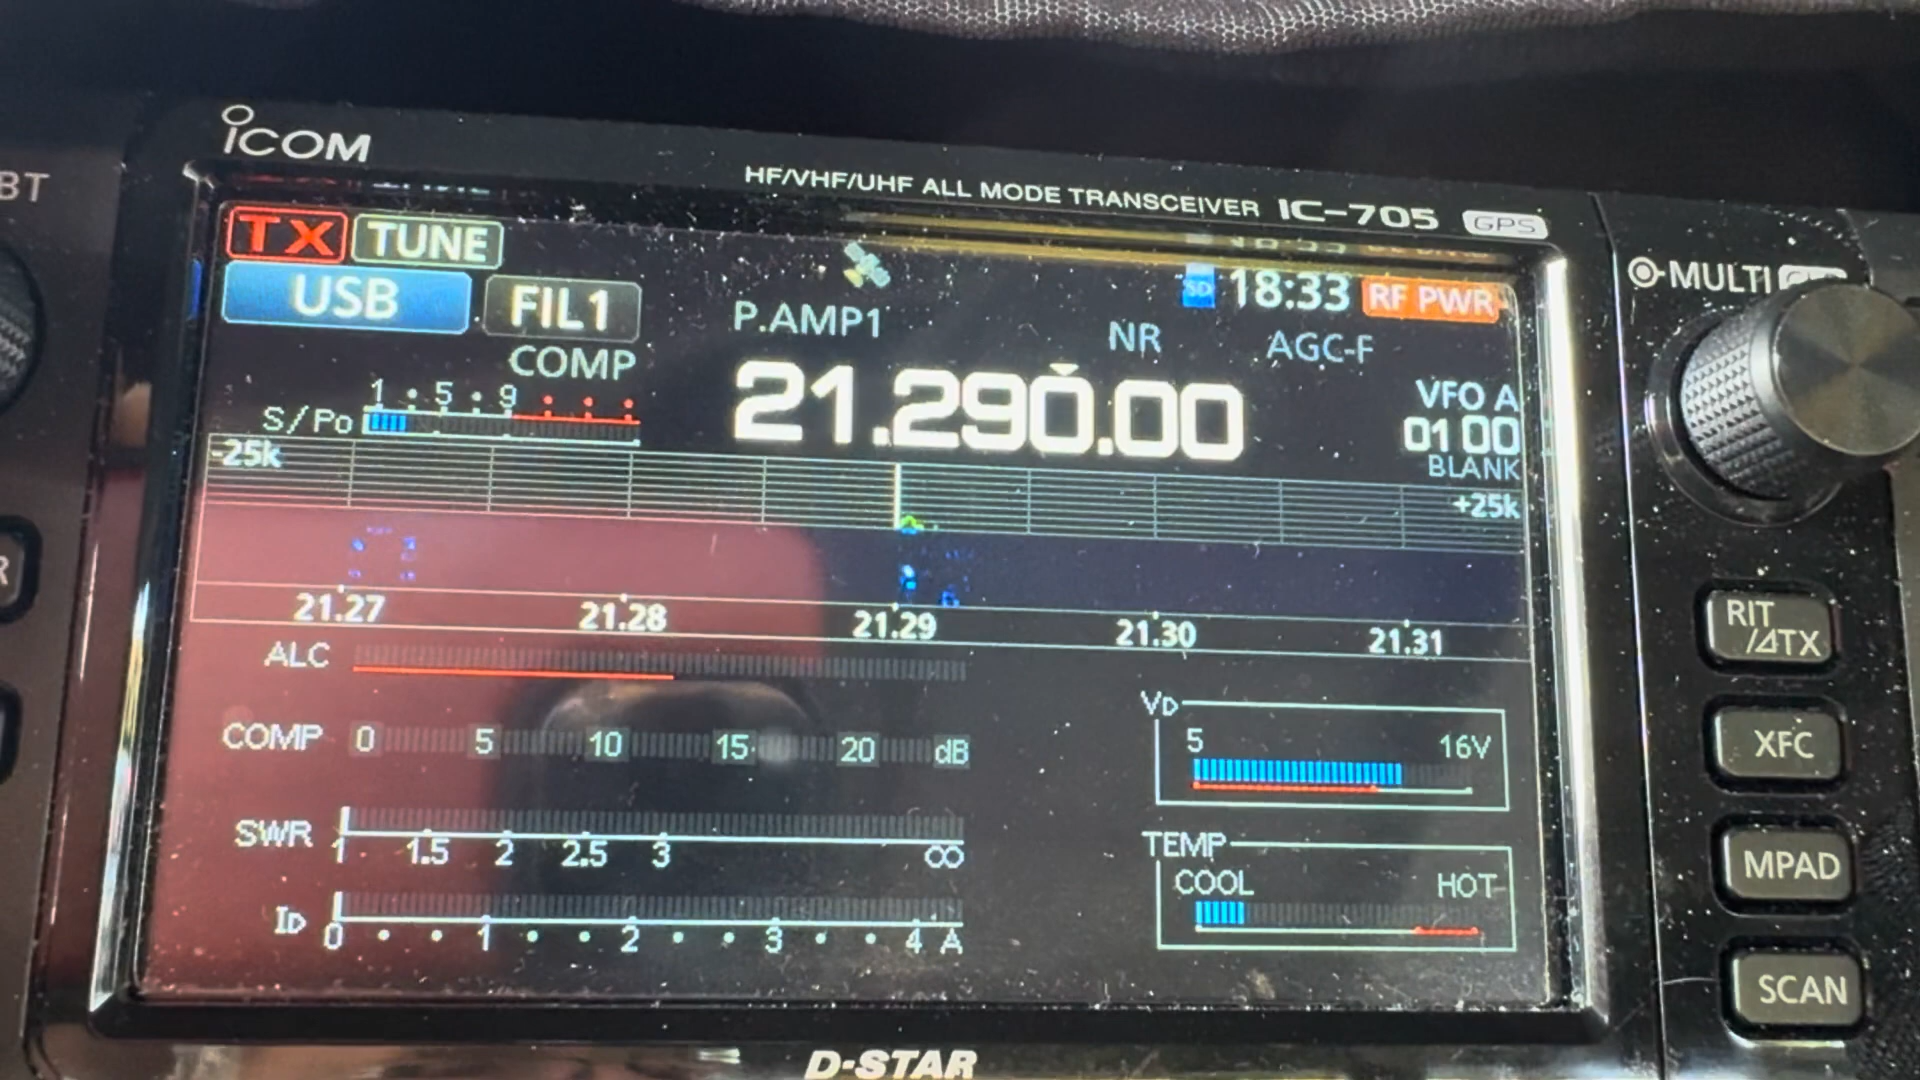 ICOM
BT
HF/VHF/UHF ALL MODE TRANSCEIVER IC-705 GPS
TX TUNE
USB FIL1
P.AMP1
SD 18:33 RF PWR
NR AGC-F
COMP
MULTI
1 5 9
S/Po
21.290.00
VFO A
01 00
BLANK
-25k
+25k
21.27 21.28 21.29 21.30 21.31
ALC
COMP 0 5 10 15 20 dB
SWR 1 1.5 2 2.5 3 ∞
ID 0 1 2 3 4 A
VD
5 16V
TEMP
COOL HOT
RIT
/⊿TX
XFC
MPAD
SCAN
D-STAR